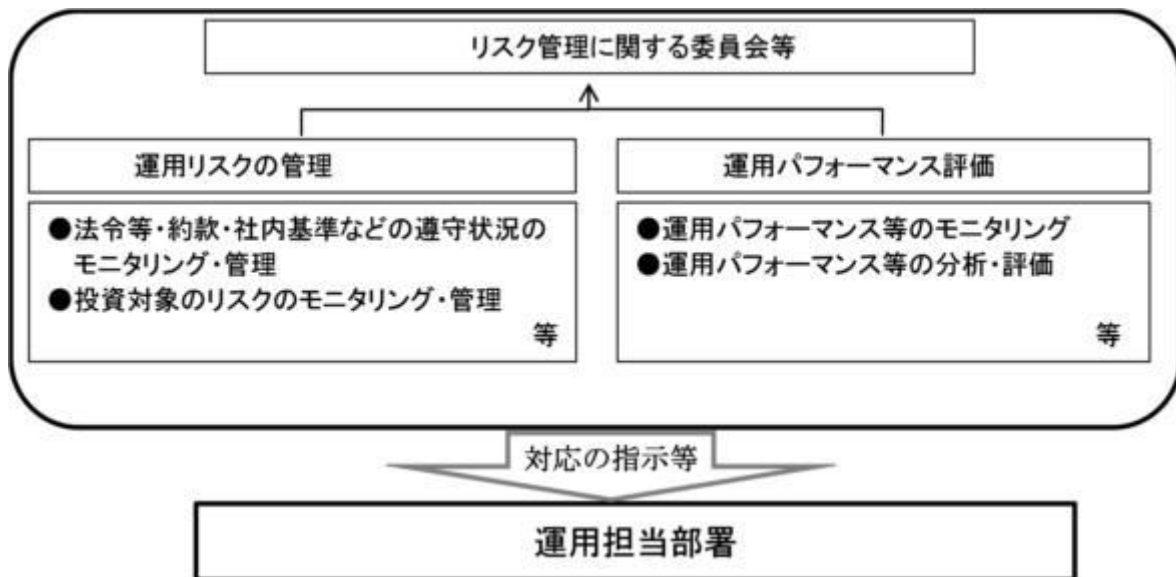 リスク管理に関する委員会等
運用リスクの管理
●法令等・約款・社内基準などの遵守状況の
モニタリング・管理
●投資対象のリスクのモニタリング・管理
等
運用パフォーマンス評価
●運用パフォーマンス等のモニタリング
●運用パフォーマンス等の分析・評価
等
対応の指示等
運用担当部署